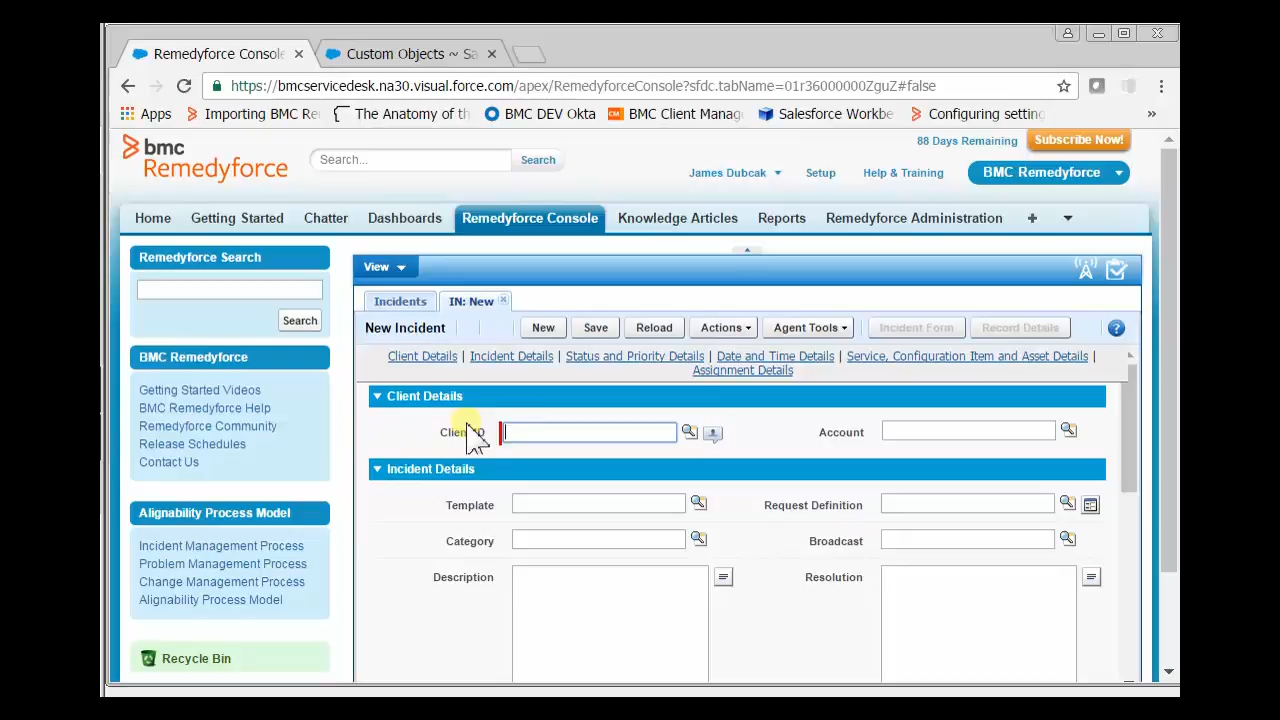 Remedyforce Console
Custom Objects ~ Sa
https://bmcservicedesk.na30.visual.force.com/apex/RemedyforceConsole?sfdc.tabName=01r36000000ZguZ#false
Apps
Importing BMC Re
The Anatomy of th
BMC DEV Okta
CM
BMC Client Manag
Salesforce Workbe
Configuring setting
»
bmc
Remedyforce
Search...
Search
88 Days Remaining
Subscribe Now!
James Dubcak
Setup
Help & Training
BMC Remedyforce
Home
Getting Started
Chatter
Dashboards
Remedyforce Console
Knowledge Articles
Reports
Remedyforce Administration
+
Remedyforce Search
Search
BMC Remedyforce
Getting Started Videos
BMC Remedyforce Help
Remedyforce Community
Release Schedules
Contact Us
Alignability Process Model
Incident Management Process
Problem Management Process
Change Management Process
Alignability Process Model
Recycle Bin
View
Incidents
IN: New
New Incident
New
Save
Reload
Actions
Agent Tools
Incident Form
Record Details
?
Client Details | Incident Details | Status and Priority Details | Date and Time Details | Service, Configuration Item and Asset Details |
Assignment Details
Client Details
Client ID
Account
Incident Details
Template
Request Definition
Category
Broadcast
Description
Resolution